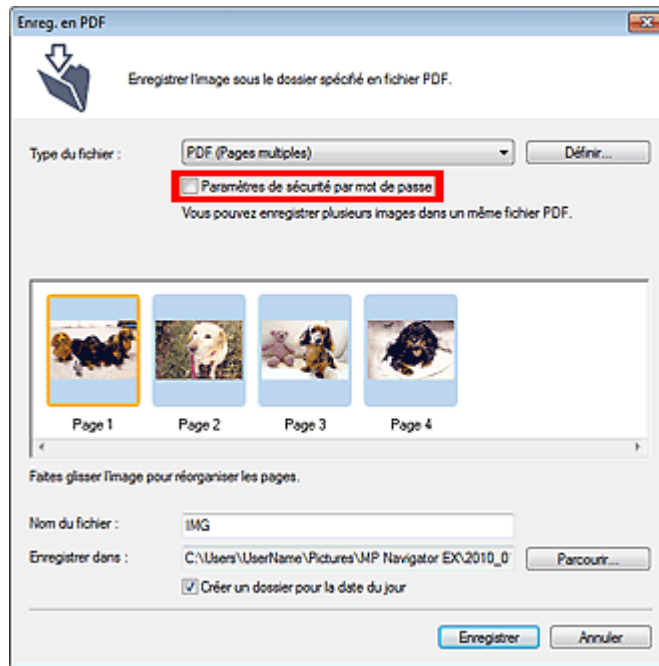 Enreg. en PDF
Enregistrer l'image sous le dossier spécifié en fichier PDF.
Type du fichier : PDF (Pages multiples) Définir...
Paramètres de sécurité par mot de passe
Vous pouvez enregistrer plusieurs images dans un même fichier PDF.
Page 1 Page 2 Page 3 Page 4
Faites glisser l'image pour réorganiser les pages.
Nom du fichier : IMG
Enregistrer dans : C:\Users\UserName\Pictures\MP Navigator EX\2010_0 Parcourir...
Créer un dossier pour la date du jour
Enregistrer Annuler